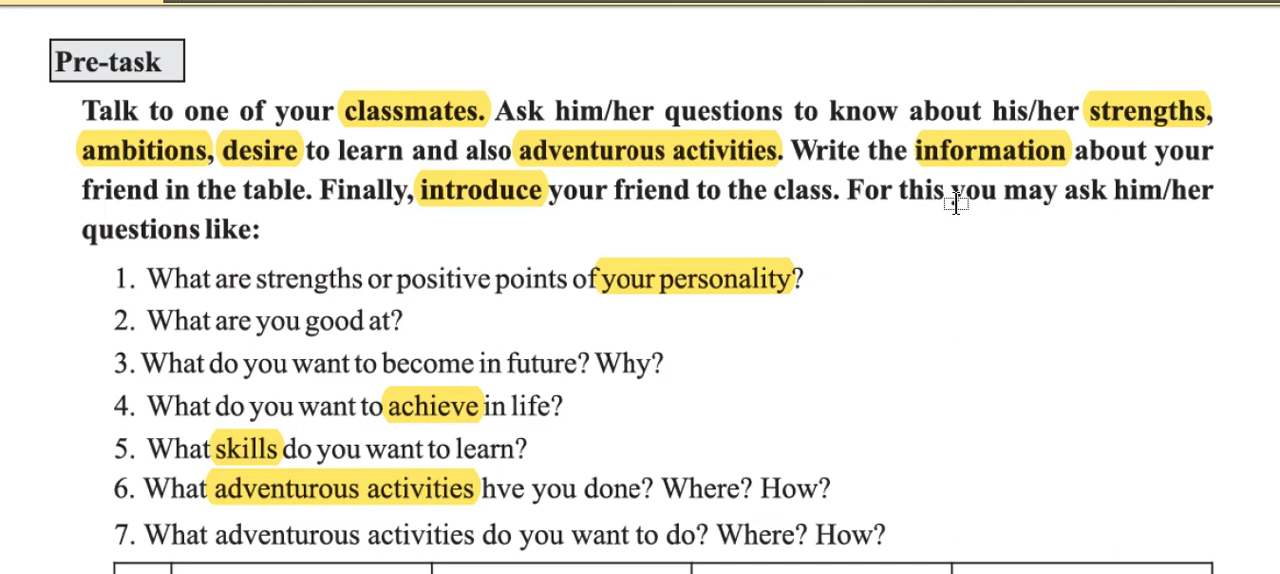 Pre-task
Talk to one of your classmates. Ask him/her questions to know about his/her strengths,
ambitions, desire to learn and also adventurous activities. Write the information about your
friend in the table. Finally, introduce your friend to the class. For this you may ask him/her
questions like:
1. What are strengths or positive points of your personality?
2. What are you good at?
3. What do you want to become in future? Why?
4. What do you want to achieve in life?
5. What skills do you want to learn?
6. What adventurous activities hve you done? Where? How?
7. What adventurous activities do you want to do? Where? How?